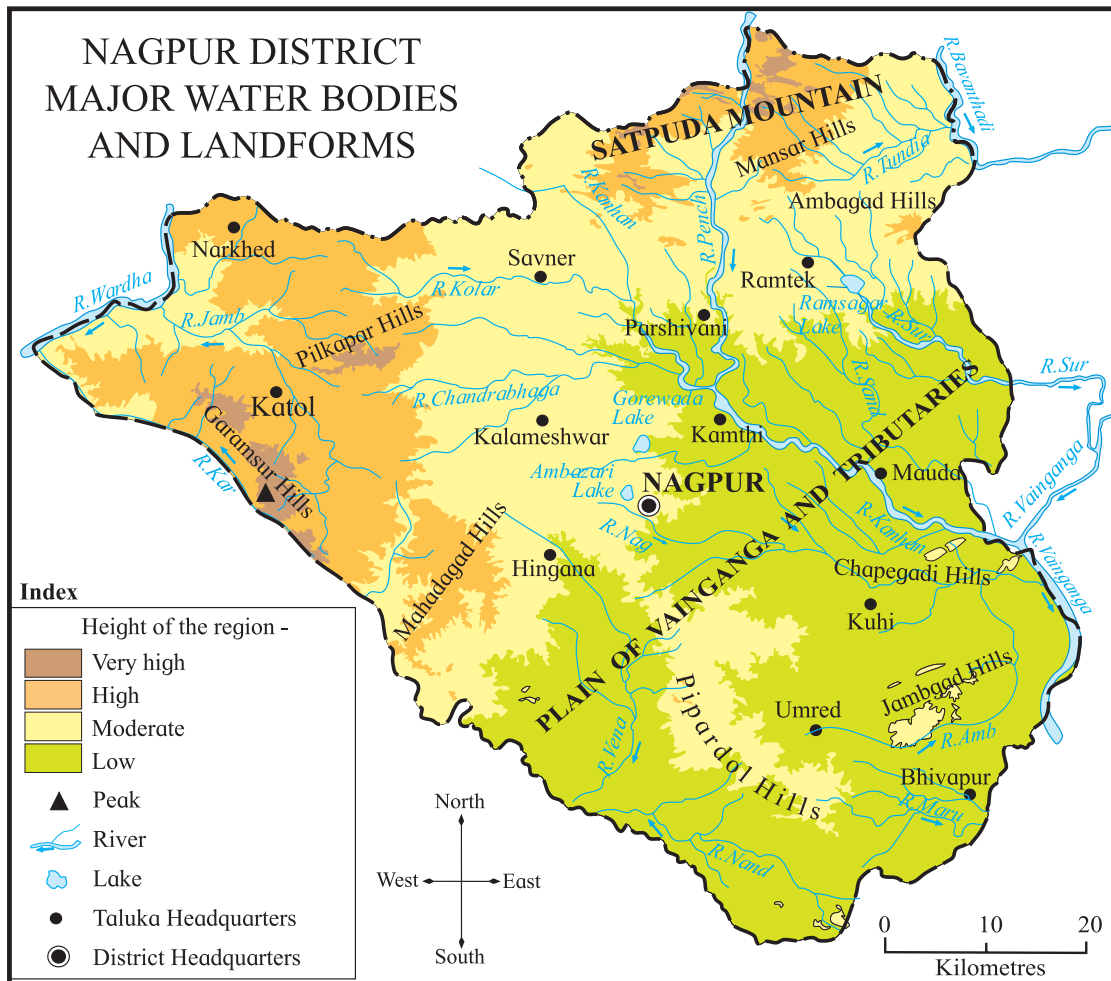 NAGPUR DISTRICT
MAJOR WATER BODIES
AND LANDFORMS
SATPUDA MOUNTAIN
R.Bavanthadi
Mansar Hills
R.Tundia
Ambagad Hills
R.Kanhan
R.Pench
Narkhed
Savner
Ramtek
R.Wardha
R.Kolar
R.Jamb
Ramsagar
Lake
R.Sur
Parshivani
Pilkapar Hills
R.Sur
R.Sand
Katol
R.Chandrabhaga
Gorewada
Lake
Kamthi
Kalameshwar
Garamsur Hills
R.Kar
Ambazari
Lake
NAGPUR
Mauda
R.Vainganga
R.Nag
R.Kanhan
R.Vainganga
PLAIN OF VAINGANGA AND TRIBUTARIES
Mahadagad Hills
Hingana
Chapegadi Hills
Kuhi
Jambgad Hills
Pipardol Hills
Umred
R.Amb
R.Vena
Bhivapur
R.Maru
R.Nand
Index
Height of the region -
Very high
High
Moderate
Low
Peak
River
Lake
Taluka Headquarters
District Headquarters
North
West
East
South
0 10 20
Kilometres